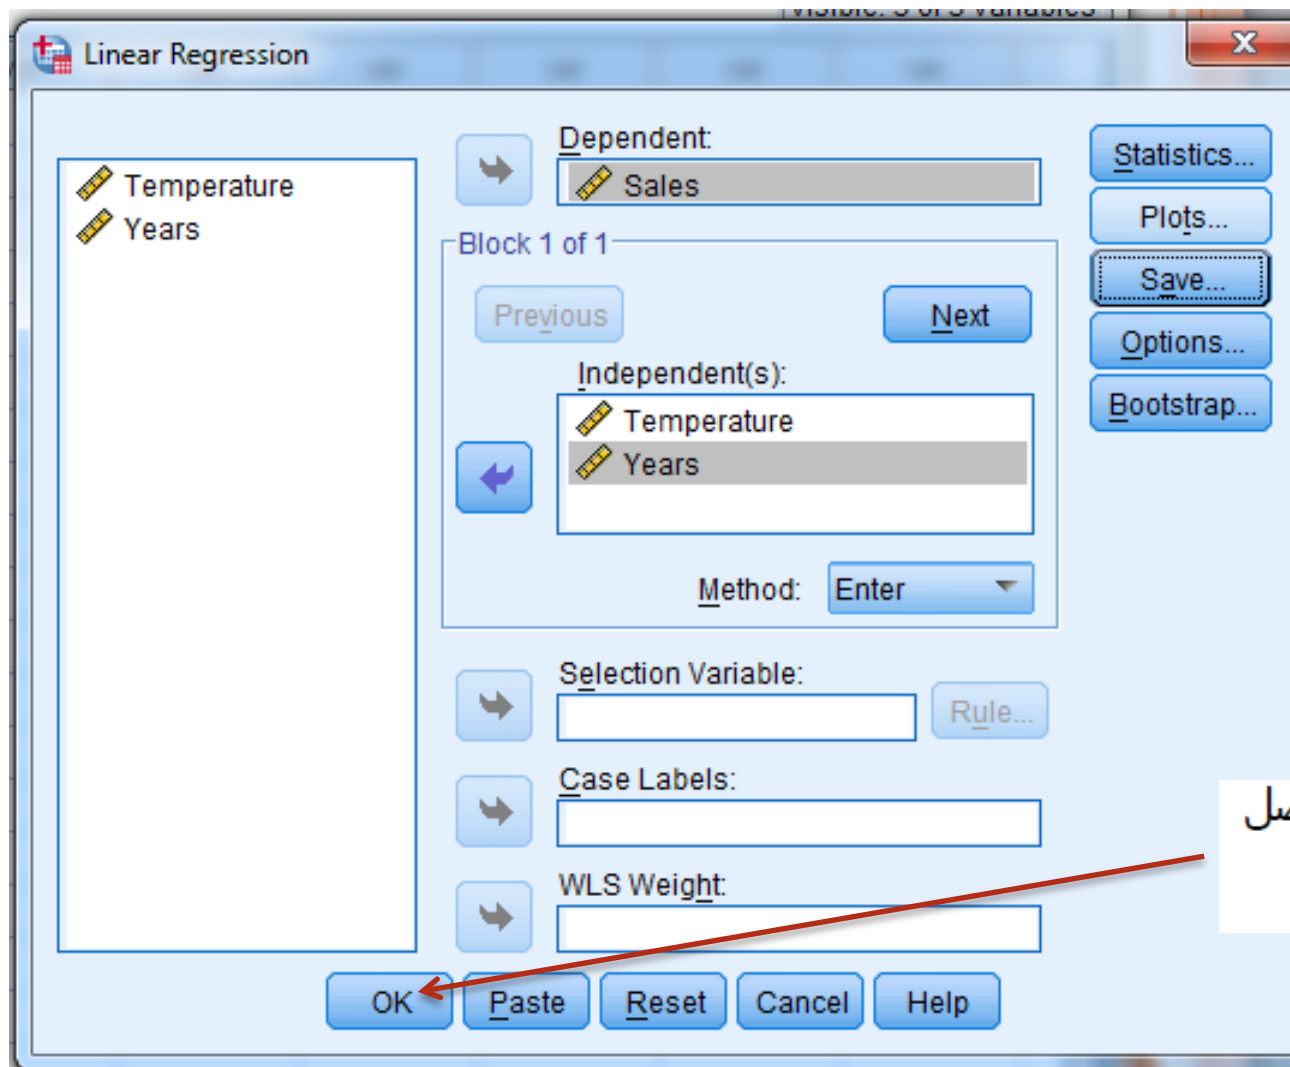 Linear Regression
Temperature
Years
Dependent:
Sales
Block 1 of 1
Previous
Next
Independent(s):
Temperature
Years
Method:
Enter
Selection Variable:
Rule...
Case Labels:
WLS Weight:
Statistics...
Plots...
Save...
Options...
Bootstrap...
OK
Paste
Reset
Cancel
Help